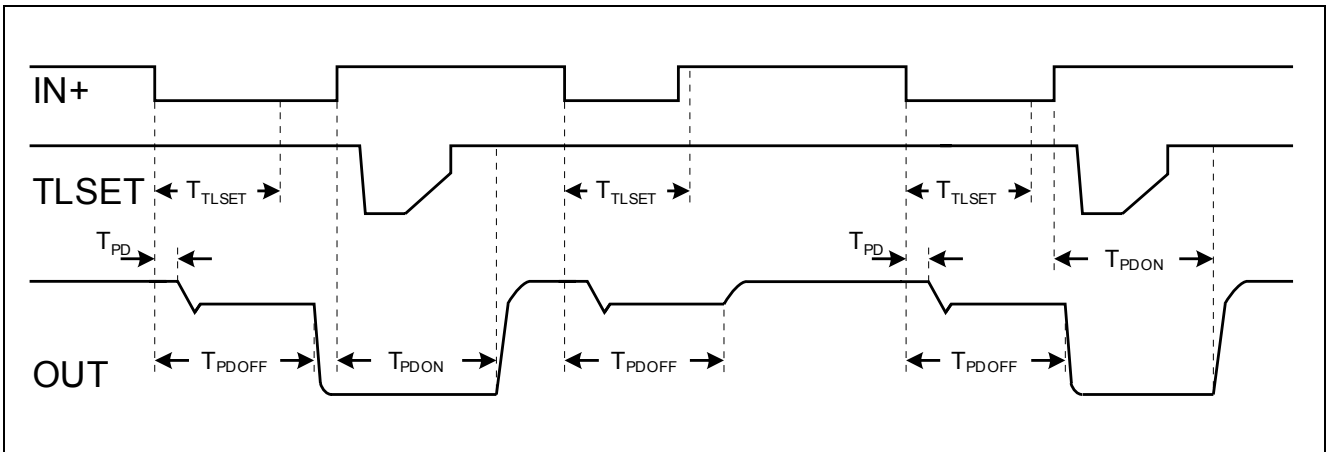 IN+
TLSET
T_TLSET
T_TLSET
T_TLSET
T_PD
T_PD
T_PDON
OUT
T_PDOFF
T_PDON
T_PDOFF
T_PDOFF